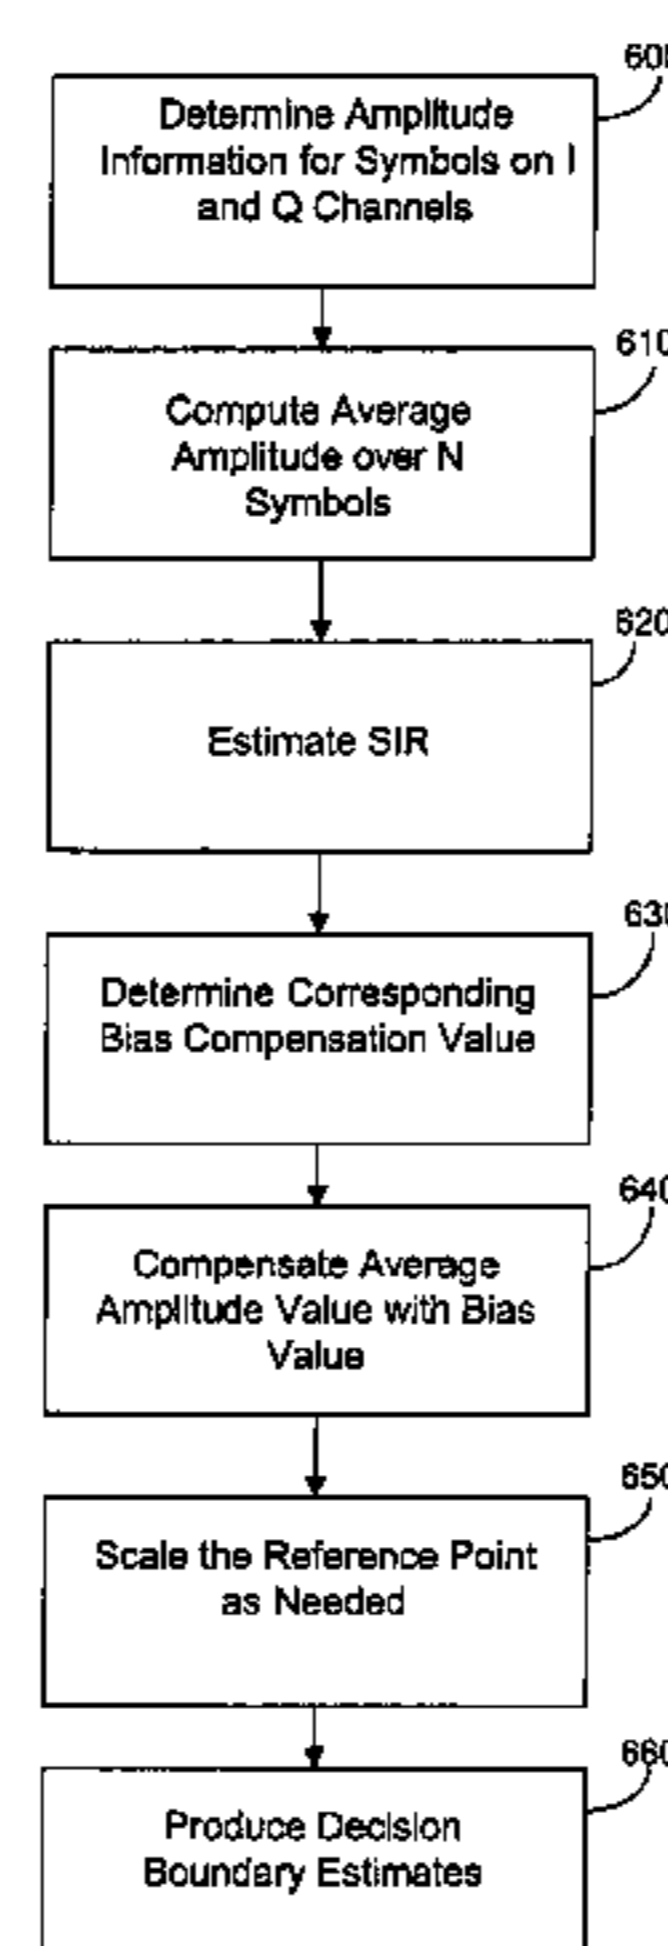 600
Determine Amplitude
Information for Symbols on I
and Q Channels
610
Compute Average
Amplitude over N
Symbols
620
Estimate SIR
630
Determine Corresponding
Bias Compensation Value
640
Compensate Average
Amplitude Value with Bias
Value
650
Scale the Reference Point
as Needed
660
Produce Decision
Boundary Estimates